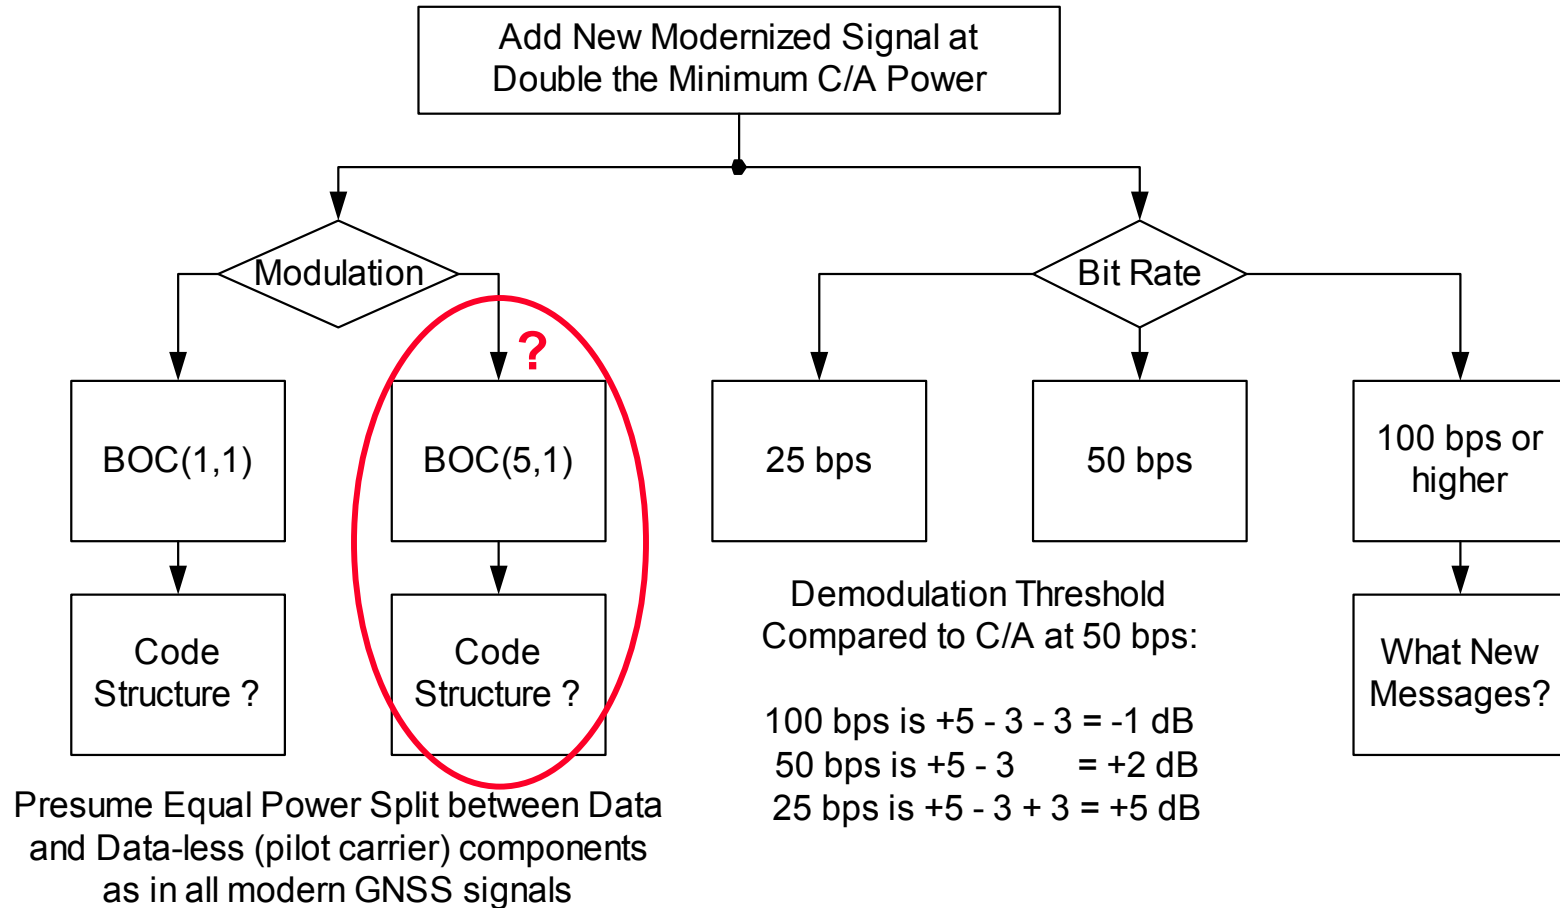 Add New Modernized Signal at
Double the Minimum C/A Power
Modulation
Bit Rate
?
BOC(1,1)
BOC(5,1)
25 bps
50 bps
100 bps or
higher
Code
Structure ?
Code
Structure ?
What New
Messages?
Demodulation Threshold
Compared to C/A at 50 bps:
100 bps is +5 - 3 - 3 = -1 dB
50 bps is +5 - 3 = +2 dB
25 bps is +5 - 3 + 3 = +5 dB
Presume Equal Power Split between Data
and Data-less (pilot carrier) components
as in all modern GNSS signals